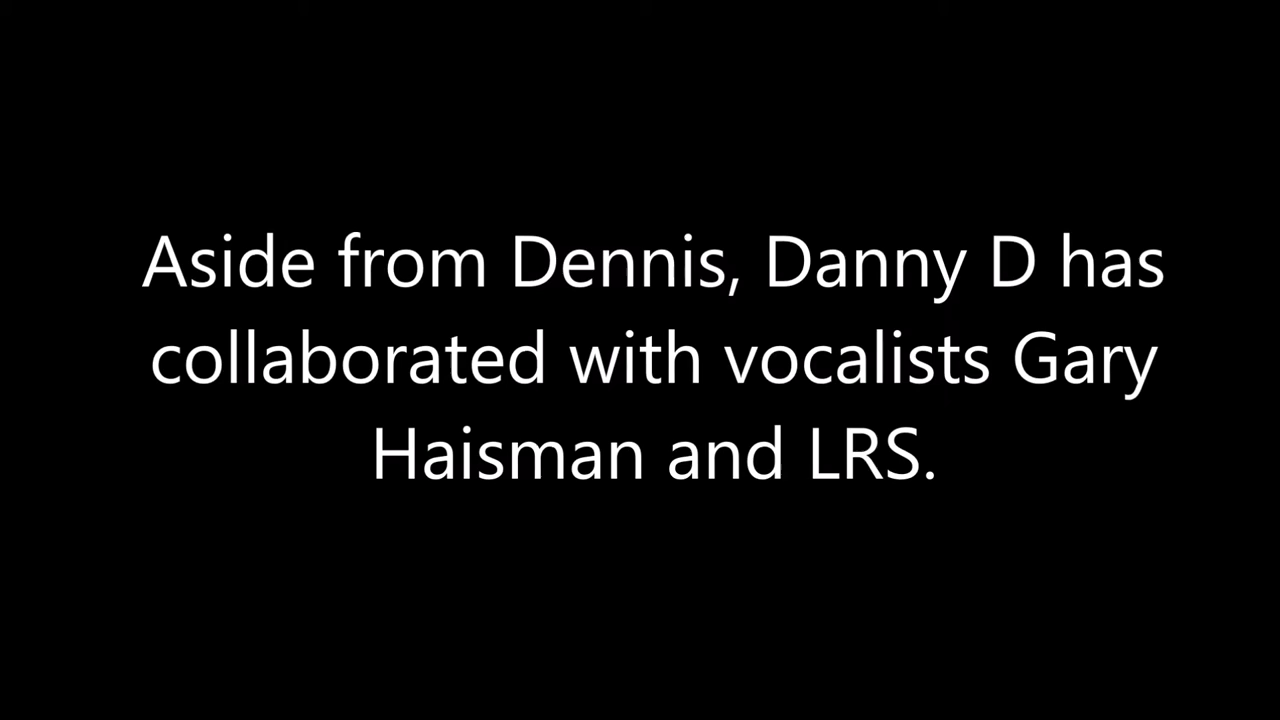 Aside from Dennis, Danny D has
collaborated with vocalists Gary
Haisman and LRS.